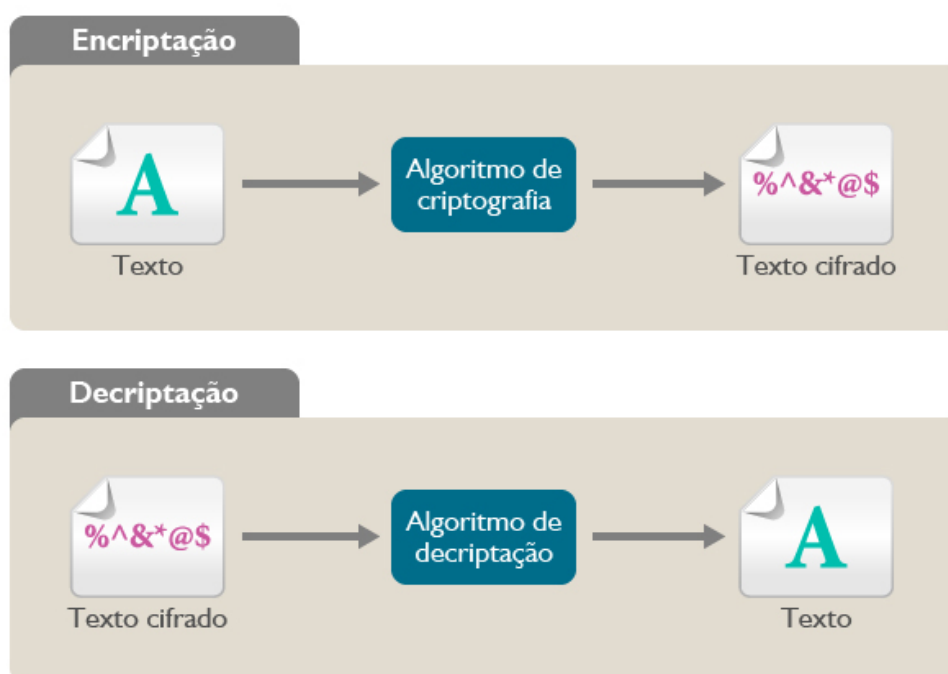 Encriptação
A
Algoritmo de
criptografia
%^&*@$
Texto
Texto cifrado
Decriptação
%^&*@$
Algoritmo de
decriptação
A
Texto cifrado
Texto